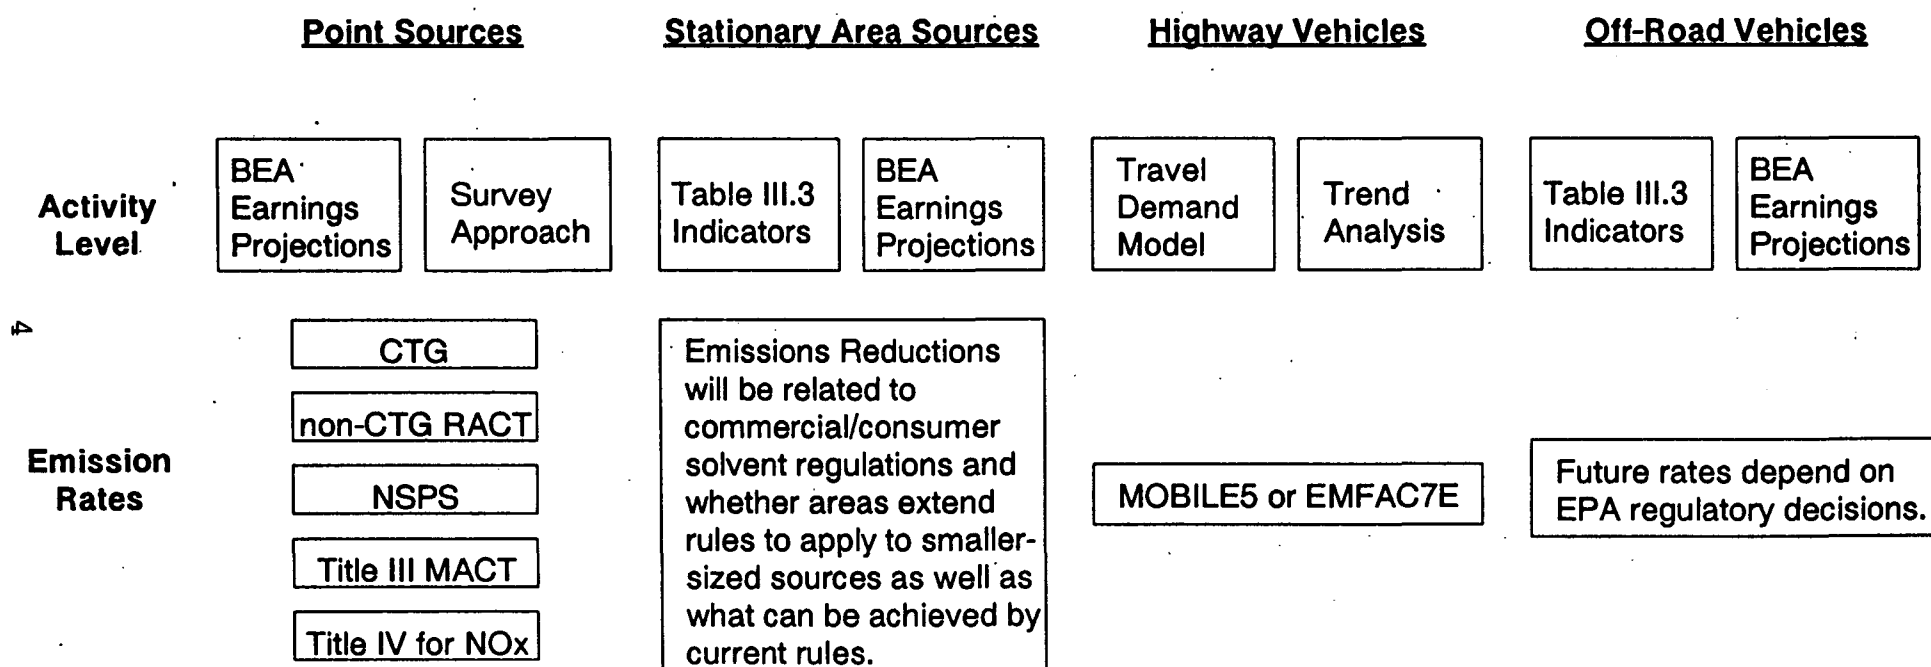 Point Sources
Stationary Area Sources
Highway Vehicles
Off-Road Vehicles
Activity
Level
BEA
Earnings
Projections
Survey
Approach
Table III.3
Indicators
BEA
Earnings
Projections
Travel
Demand
Model
Trend
Analysis
Table III.3
Indicators
BEA
Earnings
Projections
4
Emission
Rates
CTG
non-CTG RACT
NSPS
Title III MACT
Title IV for NOx
Emissions Reductions
will be related to
commercial/consumer
solvent regulations and
whether areas extend
rules to apply to smaller-
sized sources as well as
what can be achieved by
current rules.
MOBILE5 or EMFAC7E
Future rates depend on
EPA regulatory decisions.